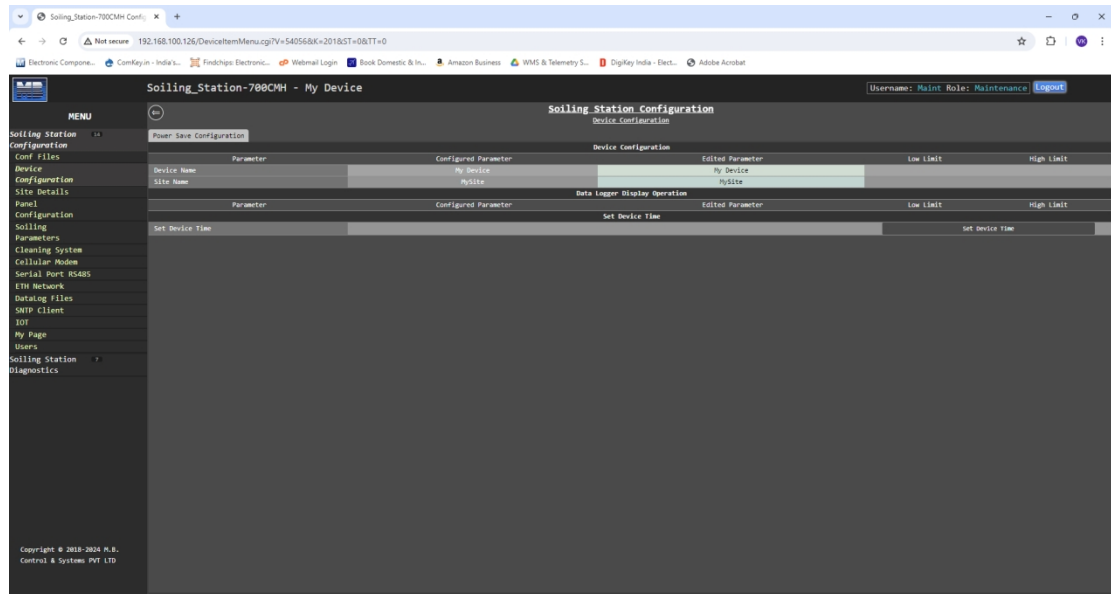 Soiling_Station-700CMH Config
Not secure 192.168.100.126/DeviceItemMenu.cgi?V=54056&K=201&ST=0&TT=0
Electronic Compone... ComKey.in - India's... Findchips: Electronic... Webmail Login Book Domestic & In... Amazon Business WMS & Telemetry S... DigiKey India - Elect... Adobe Acrobat
Soiling_Station-700CMH - My Device
Username: Maint Role: Maintenance Logout
MENU
Soiling Station 14
Configuration
Conf Files
Device
Configuration
Site Details
Panel
Configuration
Soiling
Parameters
Cleaning System
Cellular Modem
Serial Port RS485
ETH Network
DataLog Files
SNTP Client
IOT
My Page
Users
Soiling Station
Diagnostics
Copyright © 2018-2024 M.B.
Control & Systems PVT LTD
Soiling Station Configuration
Device Configuration
Power Save Configuration
Device Configuration
Parameter Configured Parameter Edited Parameter Low Limit High Limit
Device Name My Device My Device
Site Name MySite MySite
Data Logger Display Operation
Parameter Configured Parameter Edited Parameter Low Limit High Limit
Set Device Time
Set Device Time Set Device Time